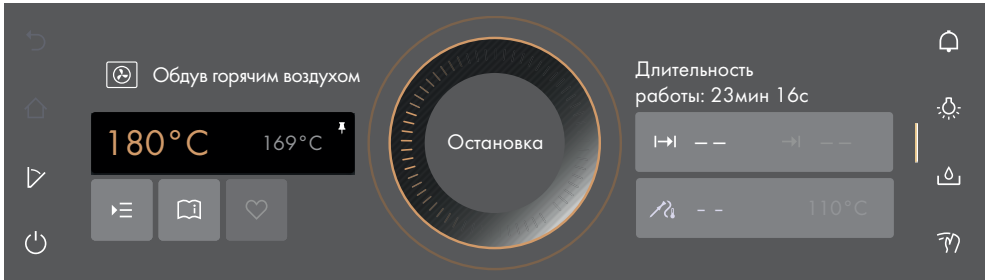 Обдув горячим воздухом
180°C 169°C
Остановка
Длительность
работы: 23мин 16с
-- --
-- 110°C